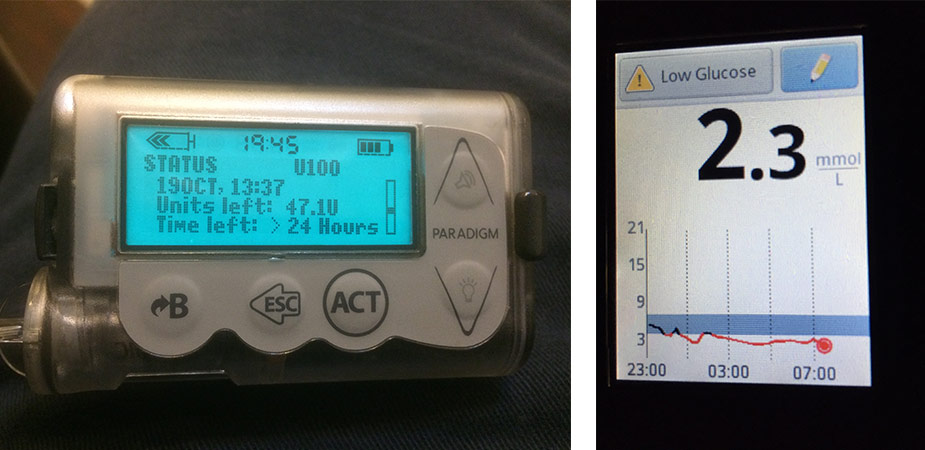 19:45
STATUS U100
19OCT, 13:37
Units left: 47.1U
Time left: > 24 Hours
PARADIGM
B
ESC
ACT
Low Glucose
2.3 mmol
L
21
15
9
3
23:00 03:00 07:00